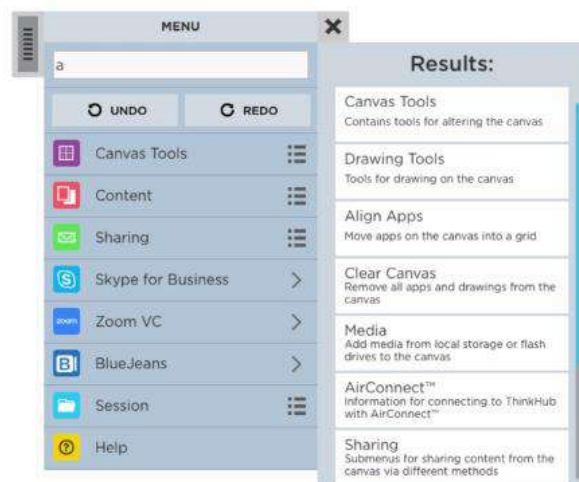 MENU
a
UNDO
REDO
Canvas Tools
Content
Sharing
Skype for Business
zoom
Zoom VC
B
BlueJeans
Session
?
Help
Results:
Canvas Tools
Contains tools for altering the canvas
Drawing Tools
Tools for drawing on the canvas
Align Apps
Move apps on the canvas into a grid
Clear Canvas
Remove all apps and drawings from the
canvas
Media
Add media from local storage or flash
drives to the canvas
AirConnect™
Information for connecting to ThinkHub
with AirConnect™
Sharing
Submenus for sharing content from the
canvas via different methods